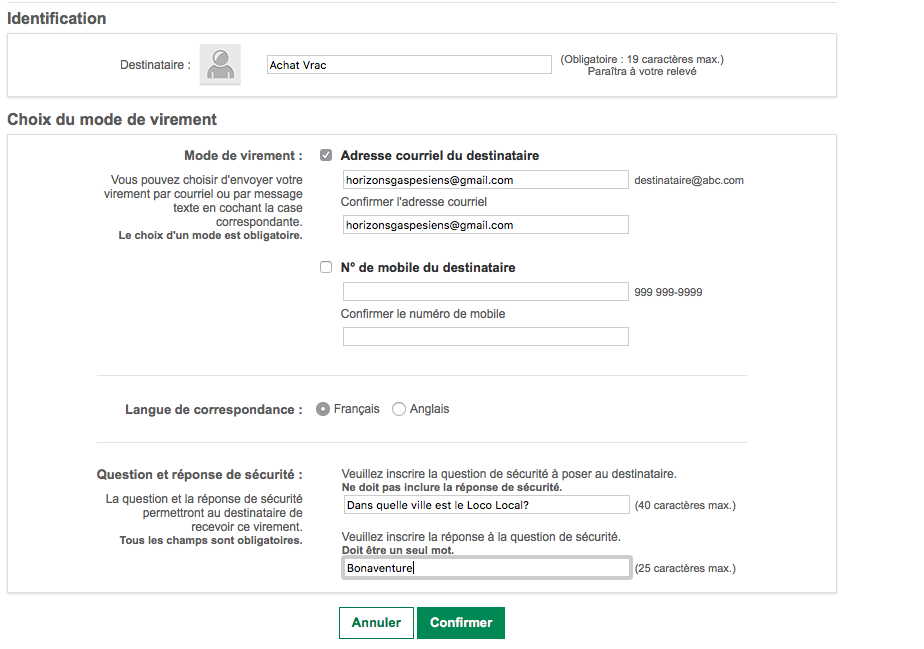 Identification
Destinataire :
Achat Vrac
(Obligatoire : 19 caractères max.)
Paraîtra à votre relevé
Choix du mode de virement
Mode de virement :
Adresse courriel du destinataire
Vous pouvez choisir d'envoyer votre
virement par courriel ou par message
texte en cochant la case
correspondante.
Le choix d'un mode est obligatoire.
horizonsgaspesiens@gmail.com
destinataire@abc.com
Confirmer l'adresse courriel
horizonsgaspesiens@gmail.com
N° de mobile du destinataire
999 999-9999
Confirmer le numéro de mobile
Langue de correspondance :
Français
Anglais
Question et réponse de sécurité :
La question et la réponse de sécurité
permettront au destinataire de
recevoir ce virement.
Tous les champs sont obligatoires.
Veuillez inscrire la question de sécurité à poser au destinataire.
Ne doit pas inclure la réponse de sécurité.
Dans quelle ville est le Loco Local?
(40 caractères max.)
Veuillez inscrire la réponse à la question de sécurité.
Doit être un seul mot.
Bonaventure
(25 caractères max.)
Annuler
Confirmer